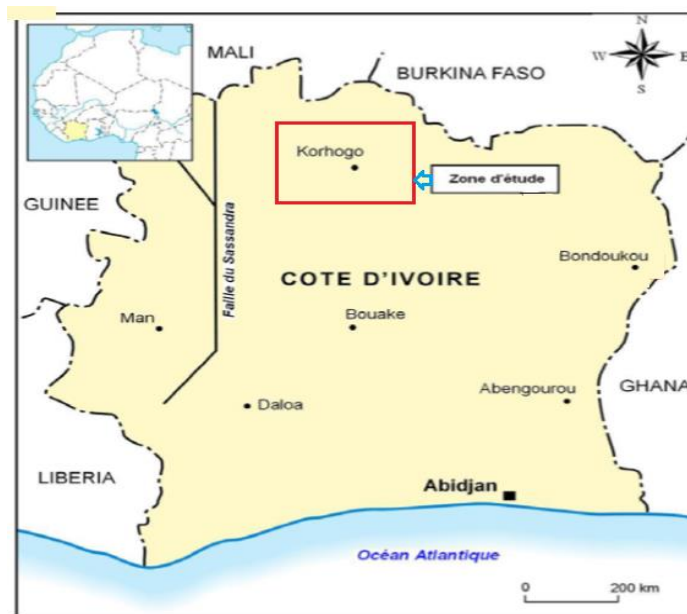 N
MALI
BURKINA FASO
W
E
S
Korhogo
Zone d'étude
GUINEE
Faille du Sassandra
Bondoukou
COTE D'IVOIRE
Man
Bouake
GHANA
Abengourou
Daloa
LIBERIA
Abidjan
Océan Atlantique
0
200 km